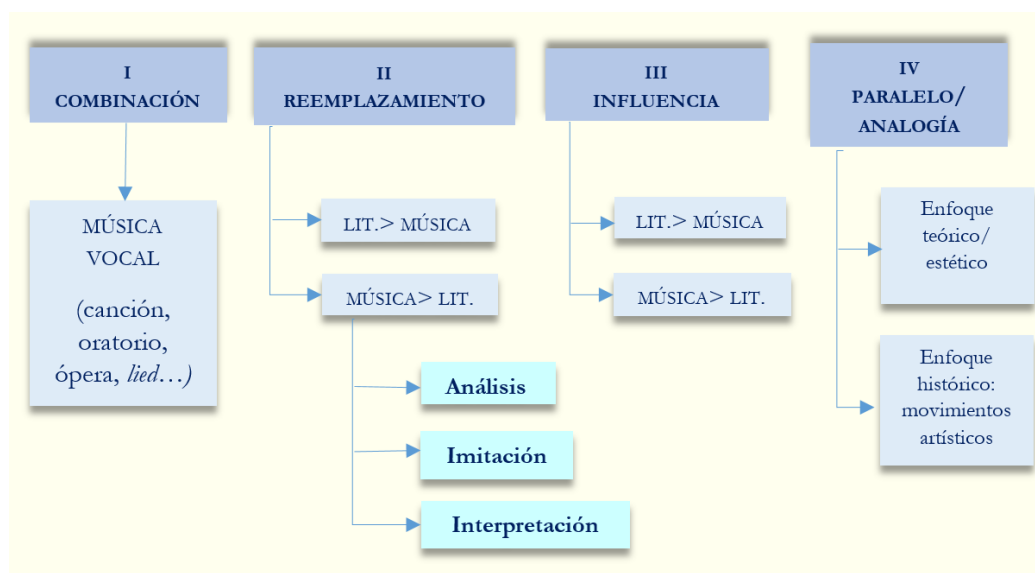 I
COMBINACIÓN
MÚSICA
VOCAL
(canción,
oratorio,
ópera, lied…)
II
REEMPLAZAMIENTO
LIT.> MÚSICA
MÚSICA> LIT.
Análisis
Imitación
Interpretación
III
INFLUENCIA
LIT.> MÚSICA
MÚSICA> LIT.
IV
PARALELO/
ANALOGÍA
Enfoque
teórico/
estético
Enfoque
histórico:
movimientos
artísticos